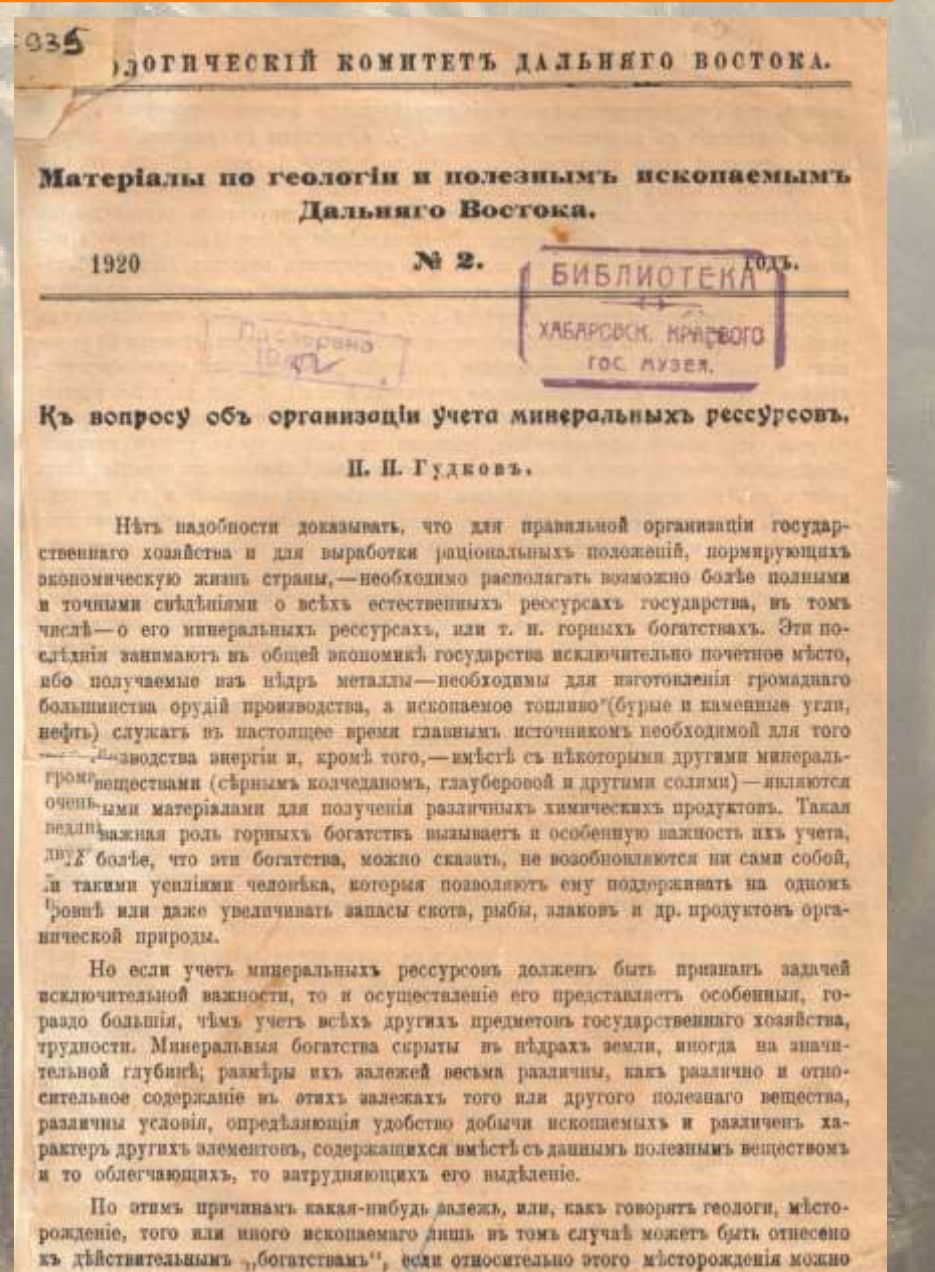 935
ОЛОГИЧЕСКІЙ КОМИТЕТЪ ДАЛЬНЯГО ВОСТОКА.
Матеріалы по геологіи и полезнымъ ископаемымъ
Дальняго Востока.
1920 № 2. годъ.
БИБЛИОТЕКА
ХАБАРОВСК. КРАЕВОГО
ГОС. МУЗЕЯ.
Къ вопросу объ организаціи учета минеральныхъ рессурсовъ.
П. П. Гудковъ.
Нѣтъ надобности доказывать, что для правильной организаціи государ-
ственнаго хозяйства и для выработки раціональныхъ положеній, нормирующихъ
экономическую жизнь страны,—необходимо располагать возможно болѣе полными
и точными свѣдѣніями о всѣхъ естественныхъ рессурсахъ государства, въ томъ
числѣ—о его минеральныхъ рессурсахъ, или т. н. горныхъ богатствахъ. Эти по-
слѣднія занимаютъ въ общей экономикѣ государства исключительно почетное мѣсто,
ибо получаемые изъ нѣдръ металлы—необходимы для изготовленія громаднаго
большинства орудій производства, а ископаемое топливо (бурые и каменные угли,
нефть) служатъ въ настоящее время главнымъ источникомъ необходимой для того
зводства энергіи и, кромѣ того,—вмѣстѣ съ нѣкоторыми другими минераль-
веществами (сѣрнымъ колчеданомъ, глауберовой и другими солями)—являются
очень ыми матеріалами для полученія различныхъ химическихъ продуктовъ. Такая
важная роль горныхъ богатствъ вызываетъ и особенную важность ихъ учета,
болѣе, что эти богатства, можно сказать, не возобновляются ни сами собой,
и такими усиліями человѣка, которыя позволяютъ ему поддерживать на одномъ
ровнѣ или даже увеличивать запасы скота, рыбы, злаковъ и др. продуктовъ орга-
нической природы.
Но если учетъ минеральныхъ рессурсовъ долженъ быть признанъ задачей
исключительной важности, то и осуществленіе его представляетъ особенныя, го-
раздо большія, чѣмъ учетъ всѣхъ другихъ предметовъ государственнаго хозяйства,
трудности. Минеральныя богатства скрыты въ нѣдрахъ земли, иногда на значи-
тельной глубинѣ; размѣры ихъ залежей весьма различны, какъ различно и отно-
сительное содержаніе въ этихъ залежахъ того или другого полезнаго вещества,
различны условія, опредѣляющія удобство добычи ископаемыхъ и различенъ ха-
рактеръ другихъ элементовъ, содержащихся вмѣстѣ съ даннымъ полезнымъ веществомъ
и то облегчающихъ, то затрудняющихъ его выдѣленіе.
По этимъ причинамъ какая-нибудь залежь, или, какъ говорятъ геологи, мѣсто-
рожденіе, того или иного ископаемаго лишь въ томъ случаѣ можетъ быть отнесено
къ дѣйствительнымъ „богатствамъ“, если относительно этого мѣсторожденія можно